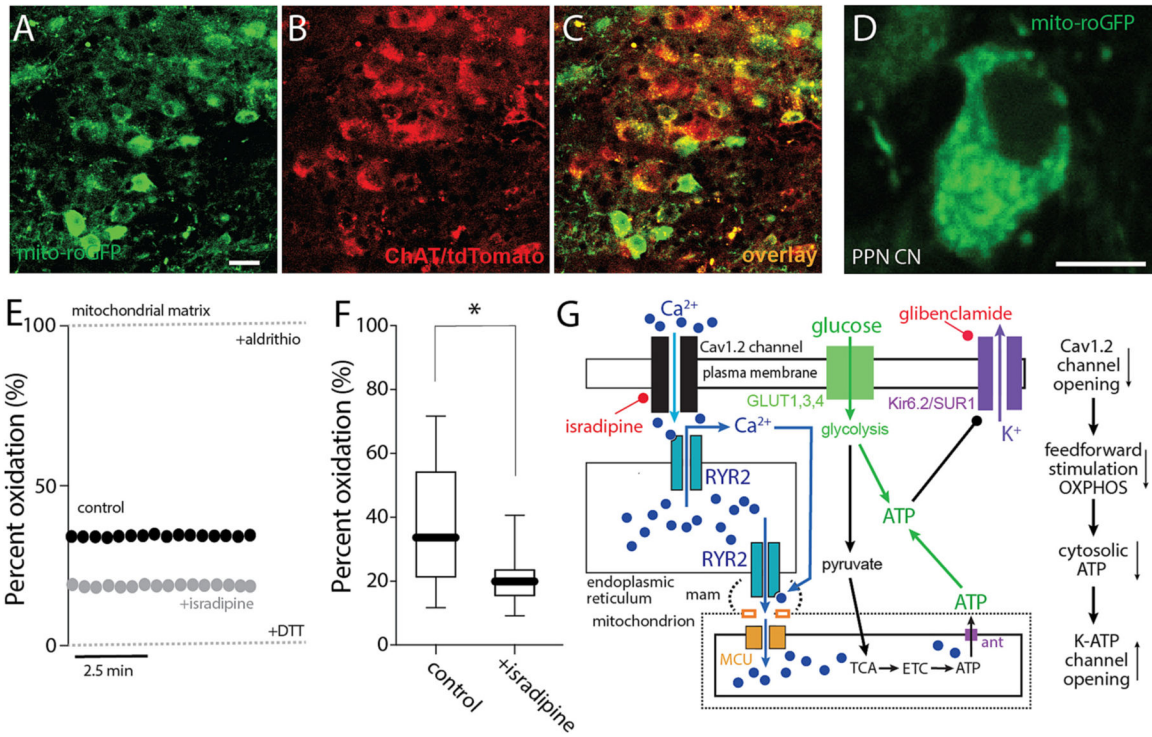 A
mito-roGFP
B
ChAT/tdTomato
C
overlay
D
mito-roGFP
PPN CN
E
mitochondrial matrix
+aldrithio
control
+isradipine
+DTT
Percent oxidation (%)
100
50
0
2.5 min
F
*
Percent oxidation (%)
100
80
60
40
20
0
control
+isradipine
G
Ca²⁺
Cav1.2 channel
plasma membrane
isradipine
glucose
GLUT1,3,4
glycolysis
glibenclamide
Kir6.2/SUR1
K⁺
Ca²⁺
RYR2
RYR2
endoplasmic
reticulum
mam
mitochondrion
MCU
pyruvate
ATP
ATP
ant
TCA
ETC
ATP
Cav1.2
channel
opening
feedforward
stimulation
OXPHOS
cytosolic
ATP
K-ATP
channel
opening